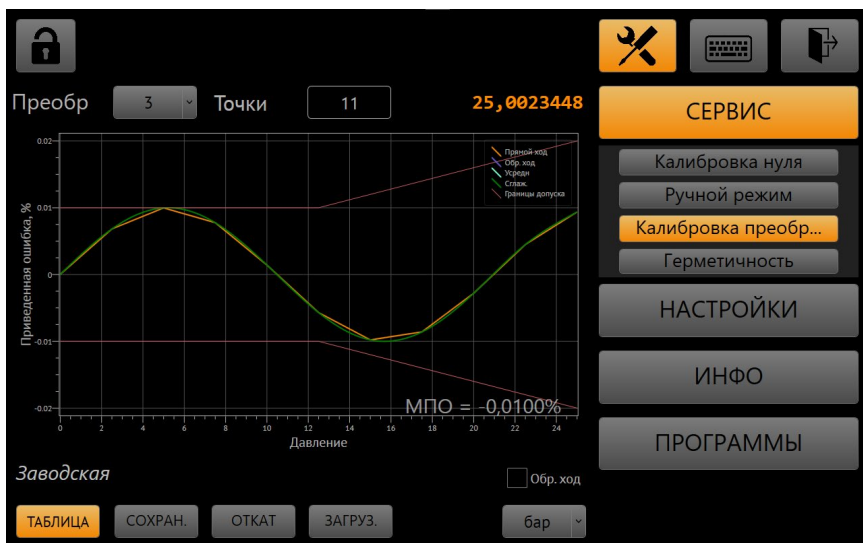 Преобр 3 Точки 11 25,0023448
0.02
0.01
0
-0.01
-0.02
Приведенная ошибка, %
Прямой ход
Обр. ход
Усредн
Сглаж.
Границы допуска
МПО = -0,0100%
0 2 4 6 8 10 12 14 16 18 20 22 24
Давление
Заводская
Обр. ход
ТАБЛИЦА СОХРАН. ОТКАТ ЗАГРУЗ. бар
СЕРВИС
Калибровка нуля
Ручной режим
Калибровка преобр...
Герметичность
НАСТРОЙКИ
ИНФО
ПРОГРАММЫ